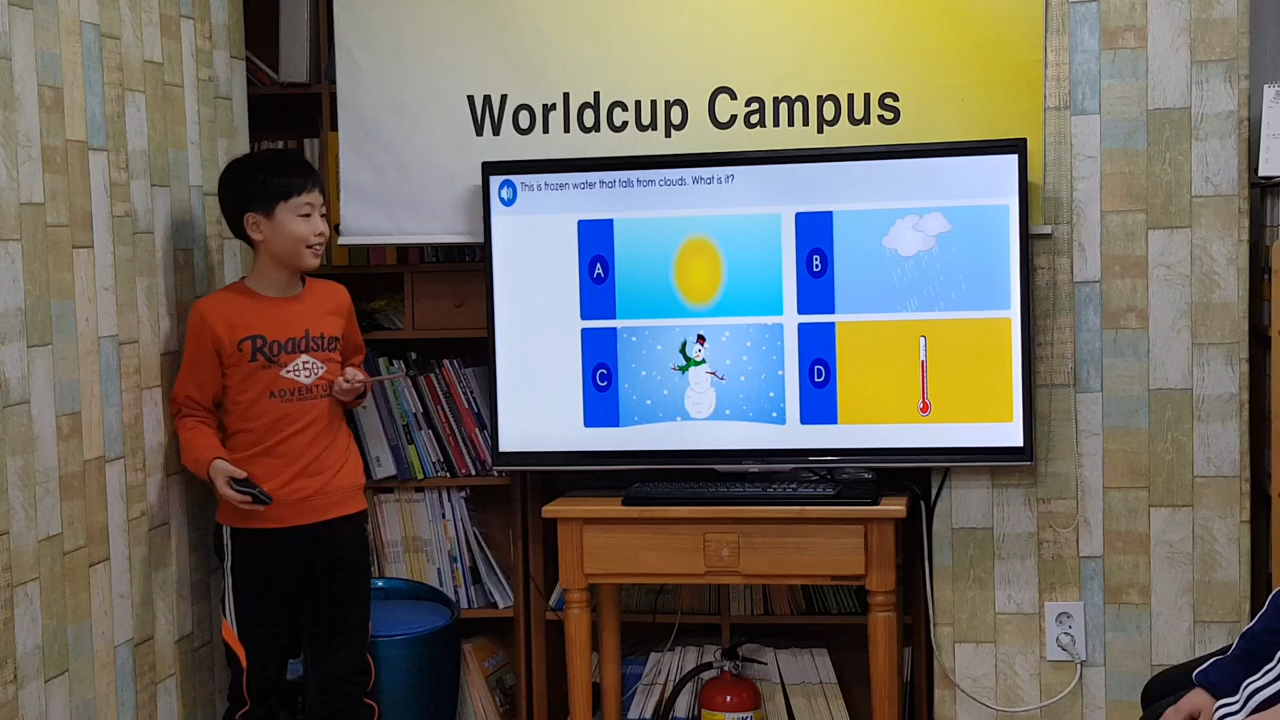 Worldcup Campus
This is frozen water that falls from clouds. What is it?
A
B
C
D
Roadster
850
ADVENTU